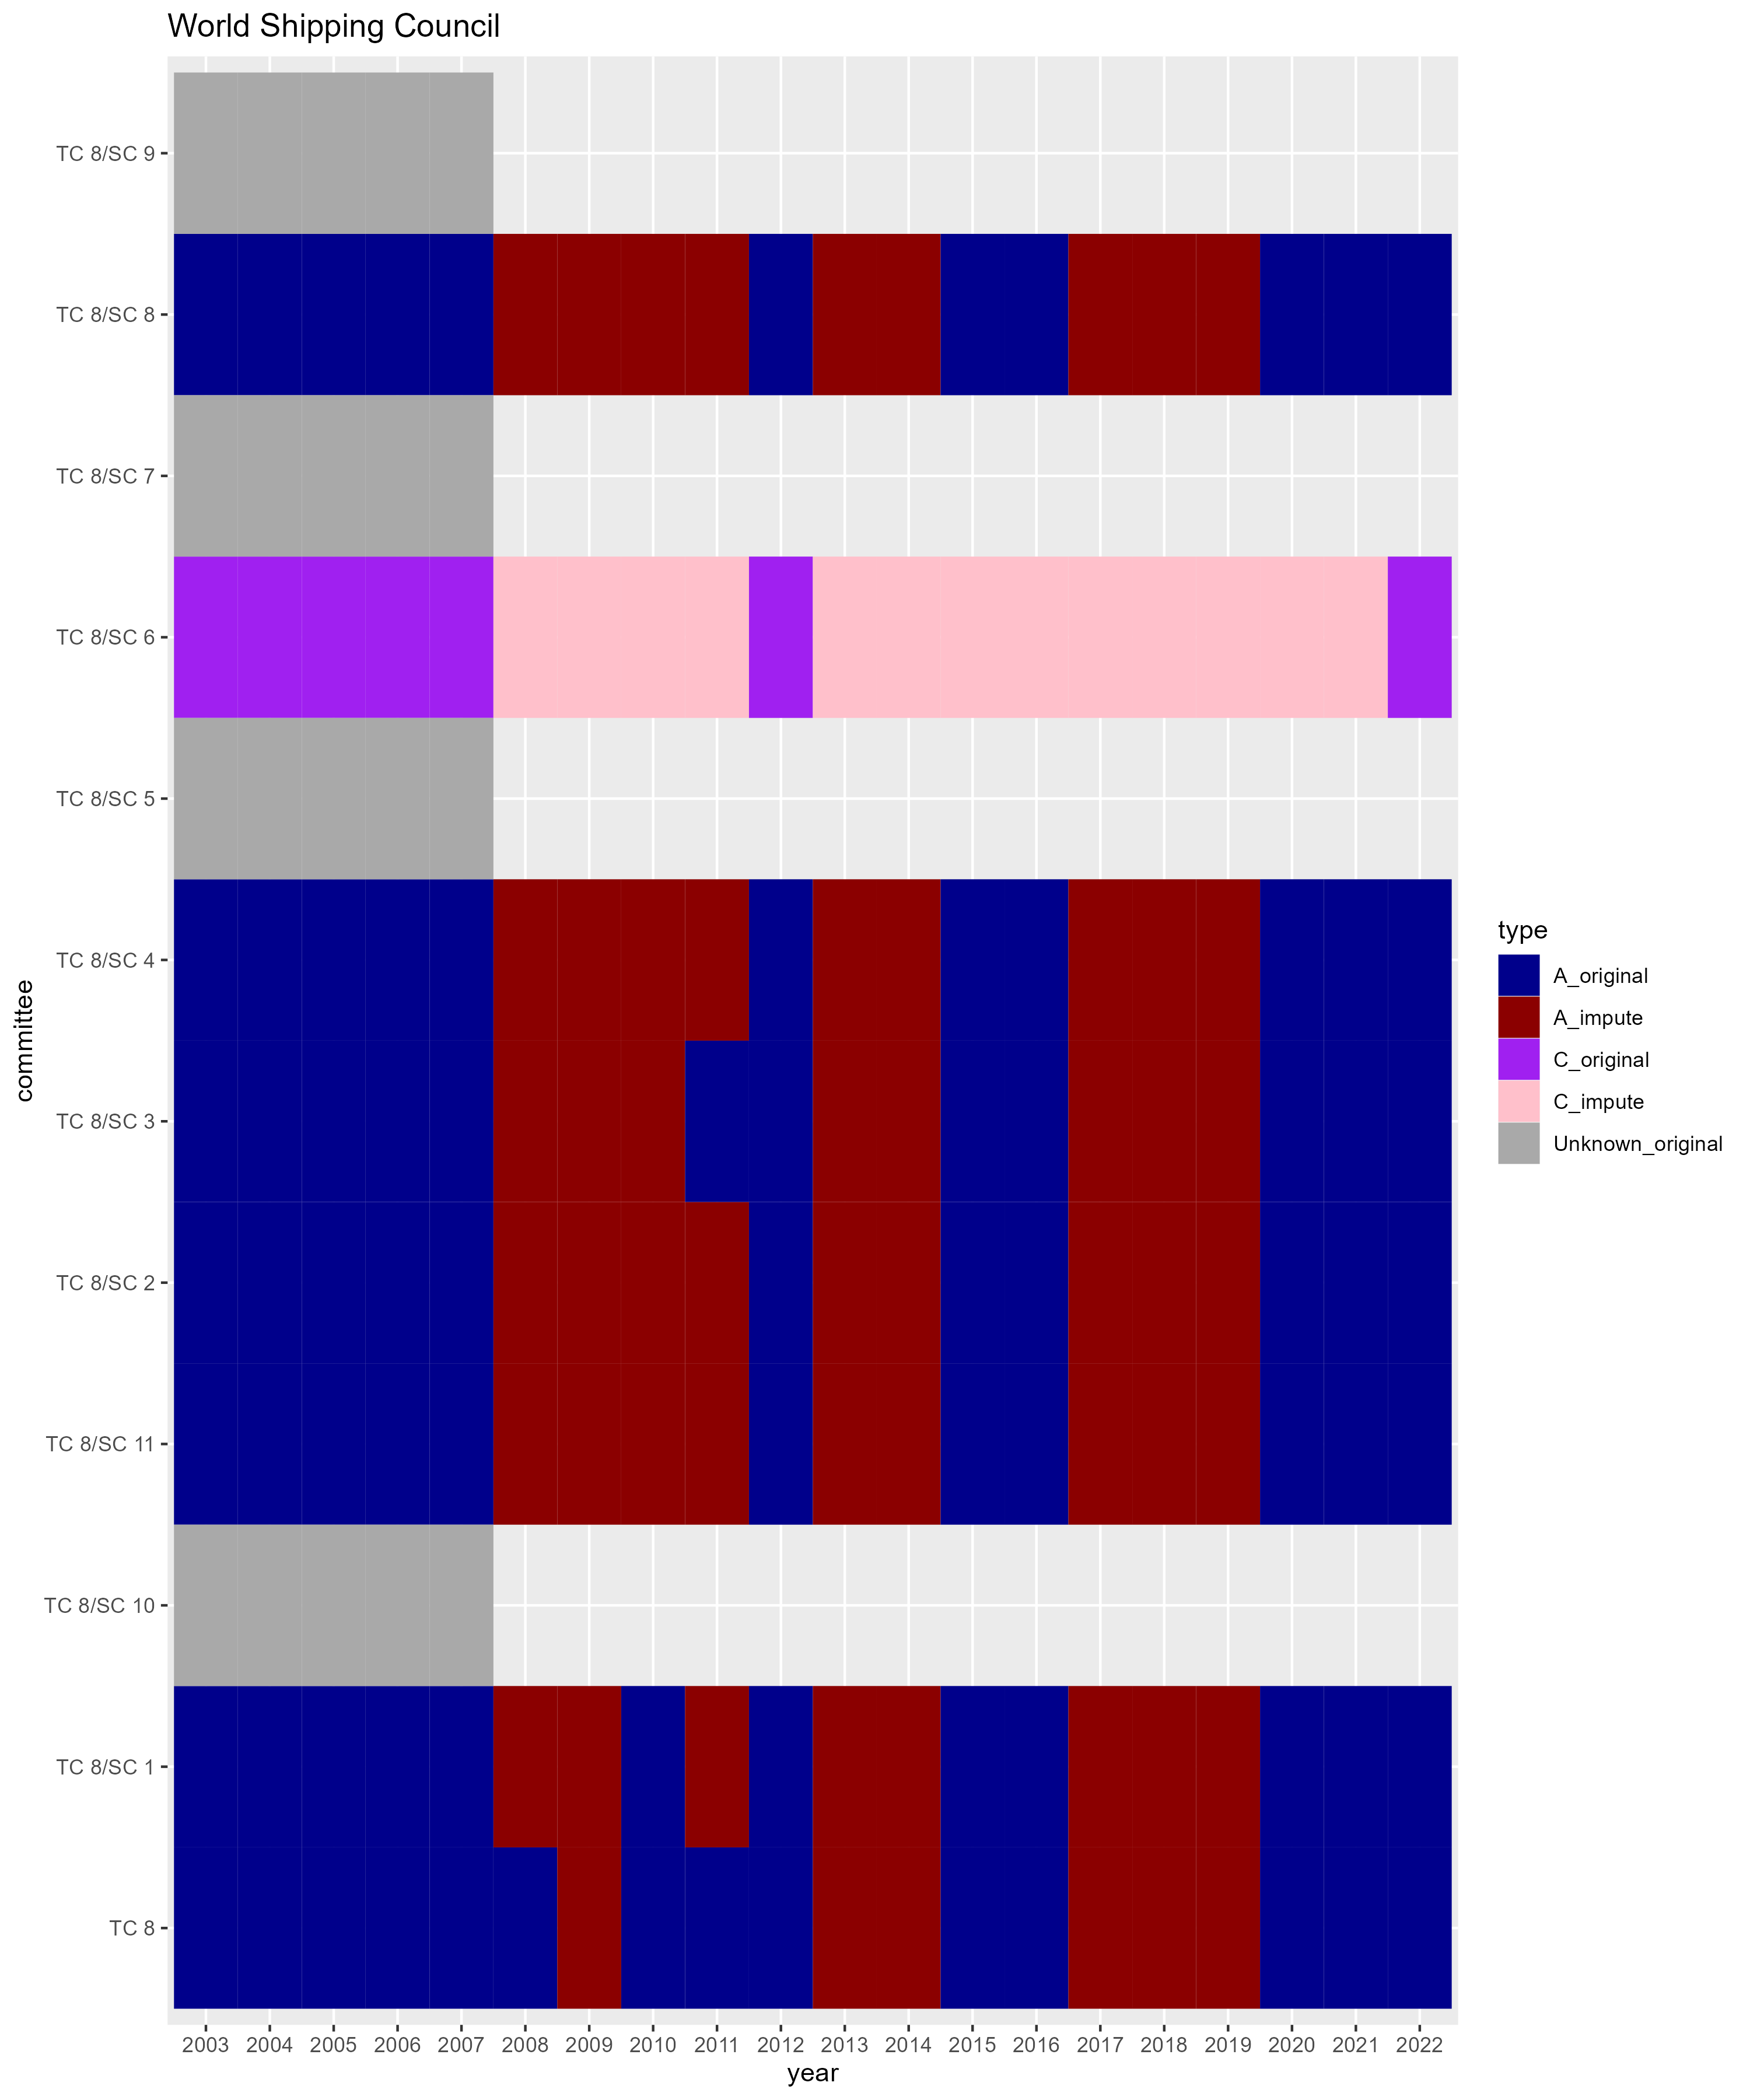 World Shipping Council
committee
TC 8/SC 9
TC 8/SC 8
TC 8/SC 7
TC 8/SC 6
TC 8/SC 5
TC 8/SC 4
TC 8/SC 3
TC 8/SC 2
TC 8/SC 11
TC 8/SC 10
TC 8/SC 1
TC 8
2003 2004 2005 2006 2007 2008 2009 2010 2011 2012 2013 2014 2015 2016 2017 2018 2019 2020 2021 2022
year
type
A_original
A_impute
C_original
C_impute
Unknown_original